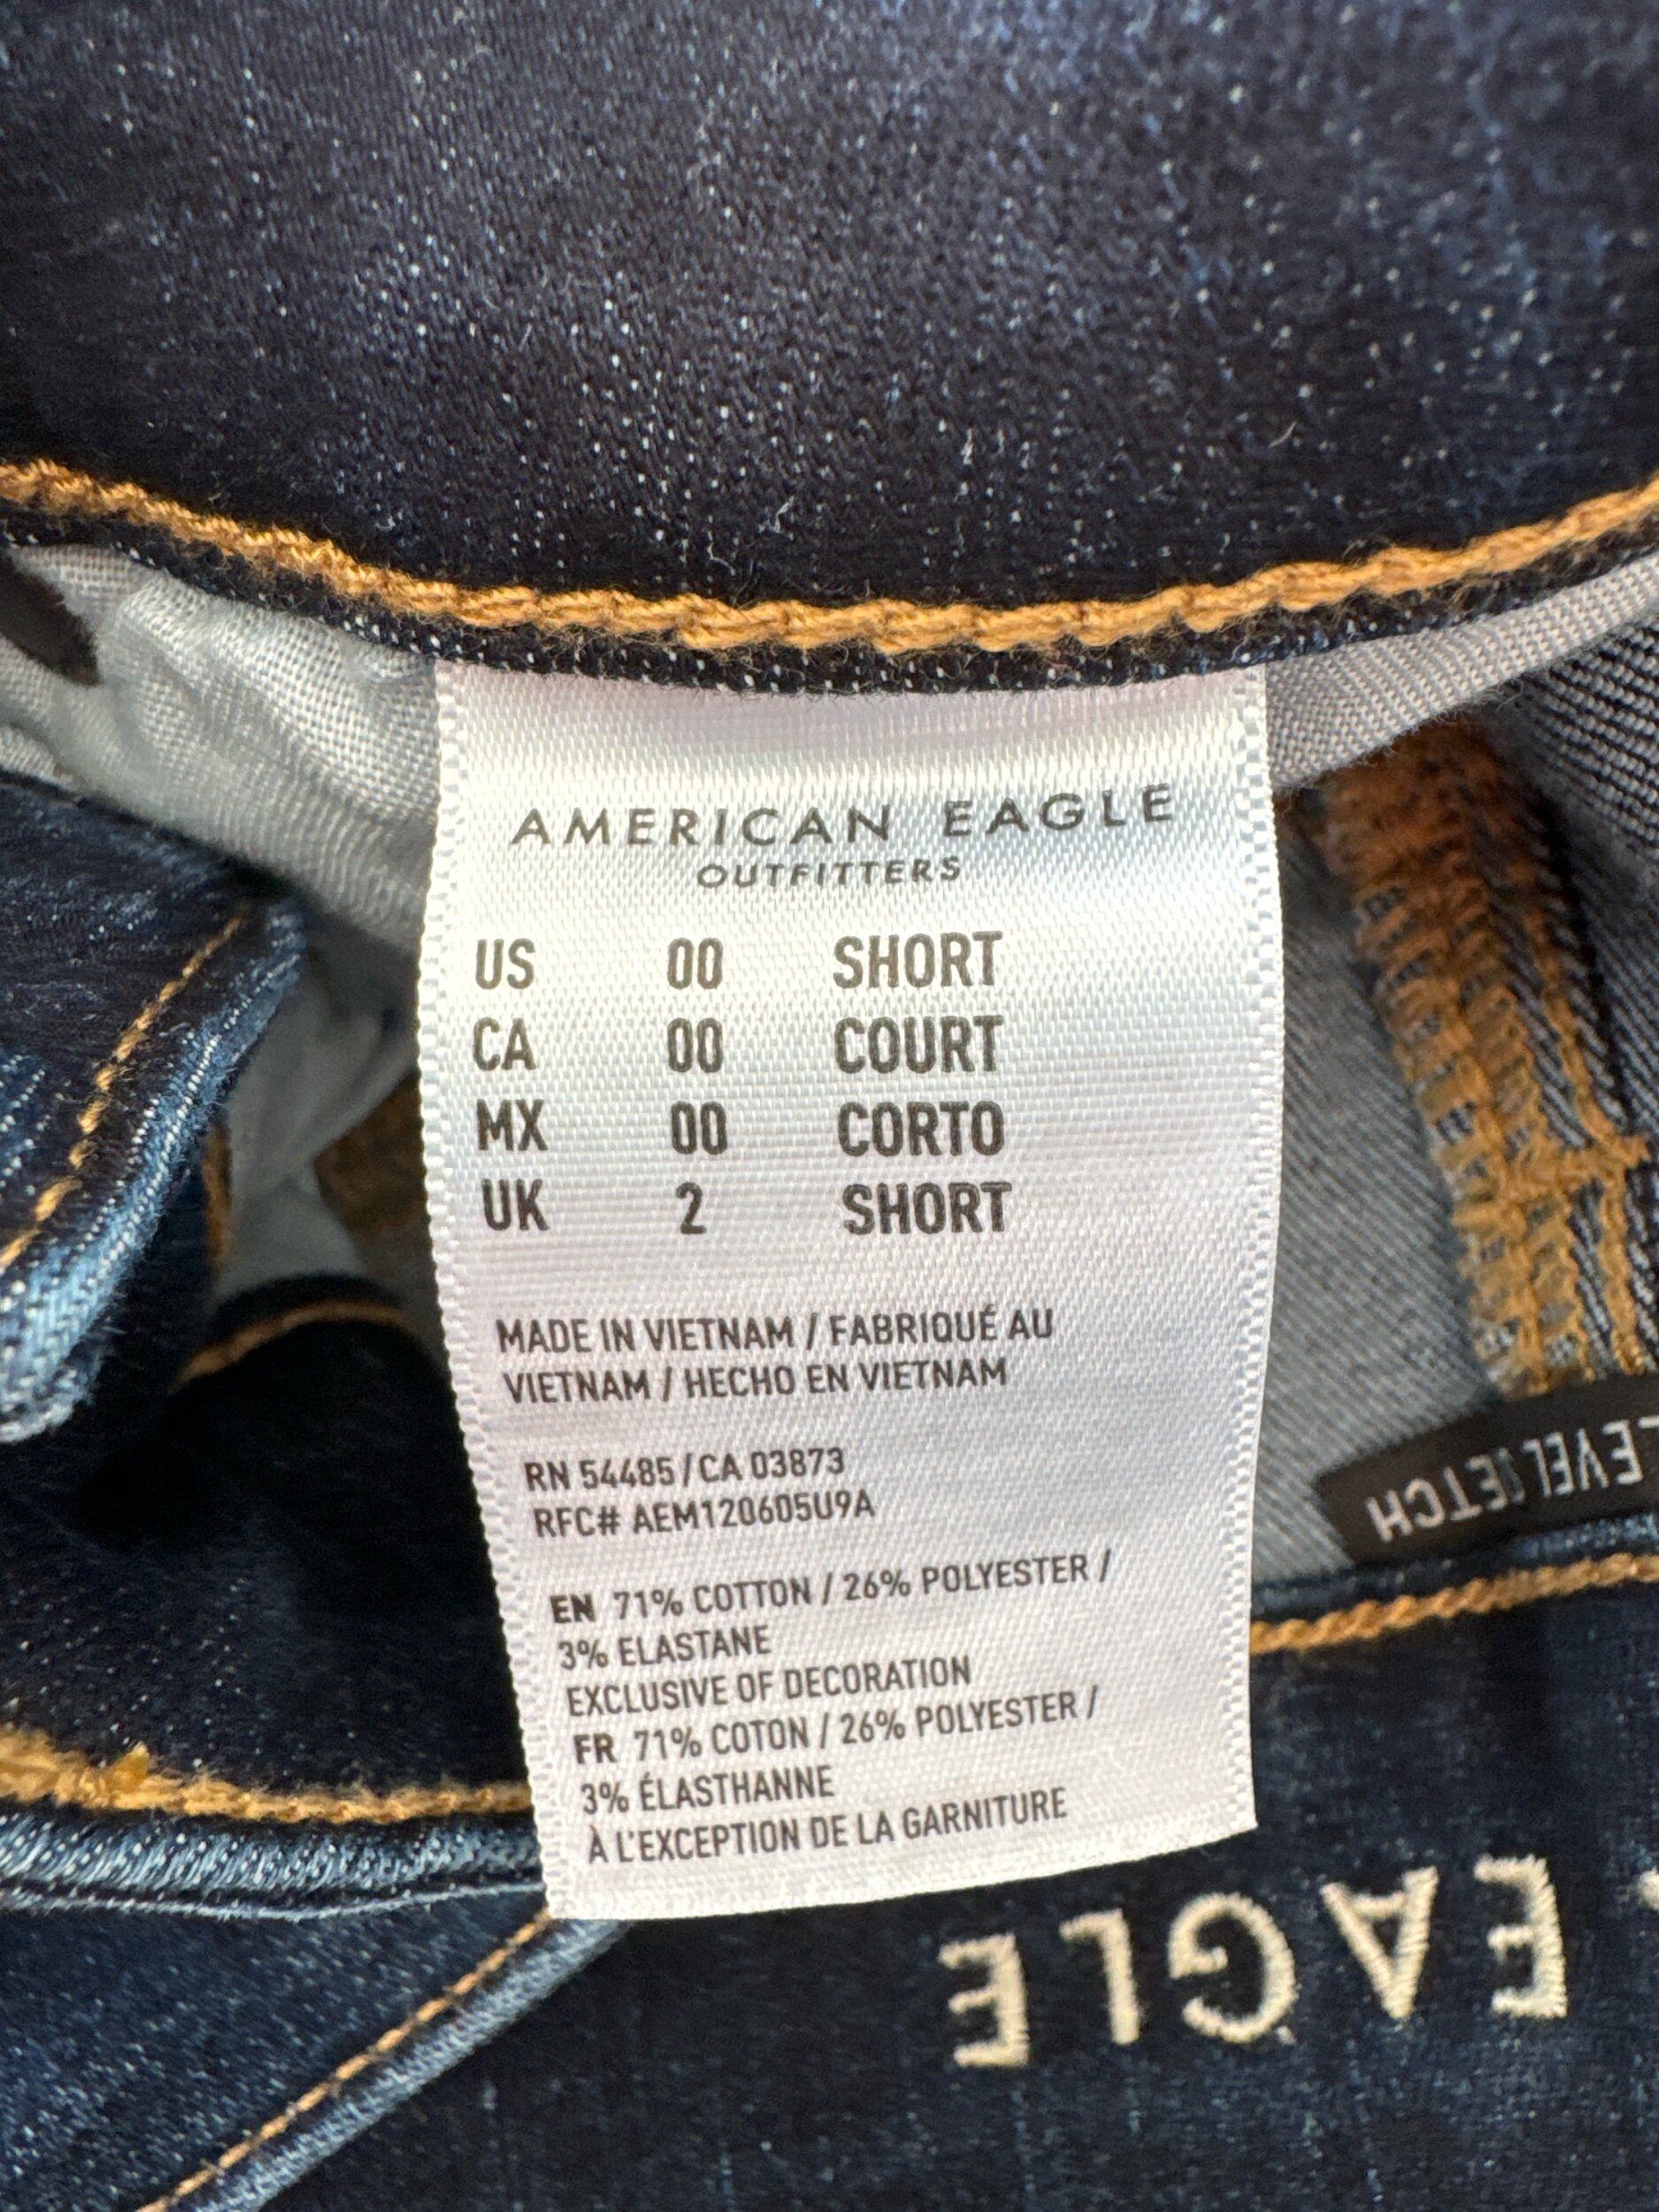 AMERICAN EAGLE
OUTFITTERS
US 00 SHORT
CA 00 COURT
MX 00 CORTO
UK 2 SHORT
MADE IN VIETNAM / FABRIQUÉ AU
VIETNAM / HECHO EN VIETNAM
RN 54485 / CA 03873
RFC# AEM120605U9A
EN 71% COTTON / 26% POLYESTER /
3% ELASTANE
EXCLUSIVE OF DECORATION
FR 71% COTON / 26% POLYESTER /
3% ÉLASTHANNE
À L'EXCEPTION DE LA GARNITURE
LEVEL
EAGLE